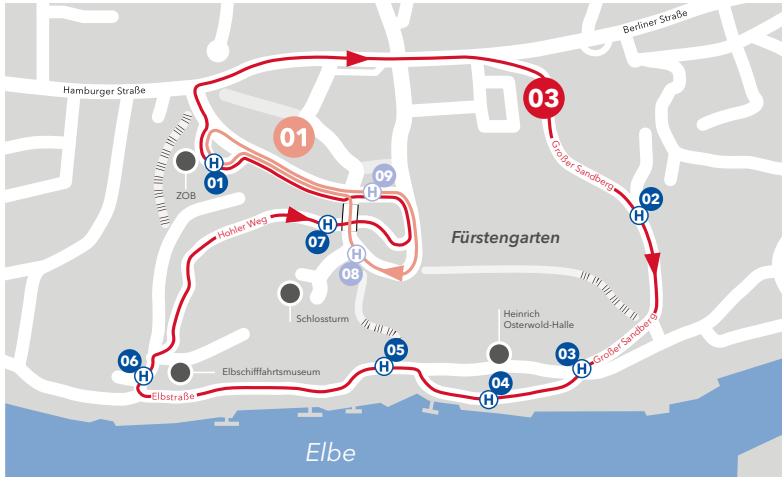 Berliner Straße
Hamburger Straße
03
01
Großer Sandberg
H
01
ZOB
09
H
H
02
Hohler Weg
H
07
Fürstengarten
H
08
Schlossturm
Heinrich
Osterwold-Halle
Großer Sandberg
06
H
05
H
03
H
Elbschifffahrtsmuseum
04
H
Elbstraße
Elbe